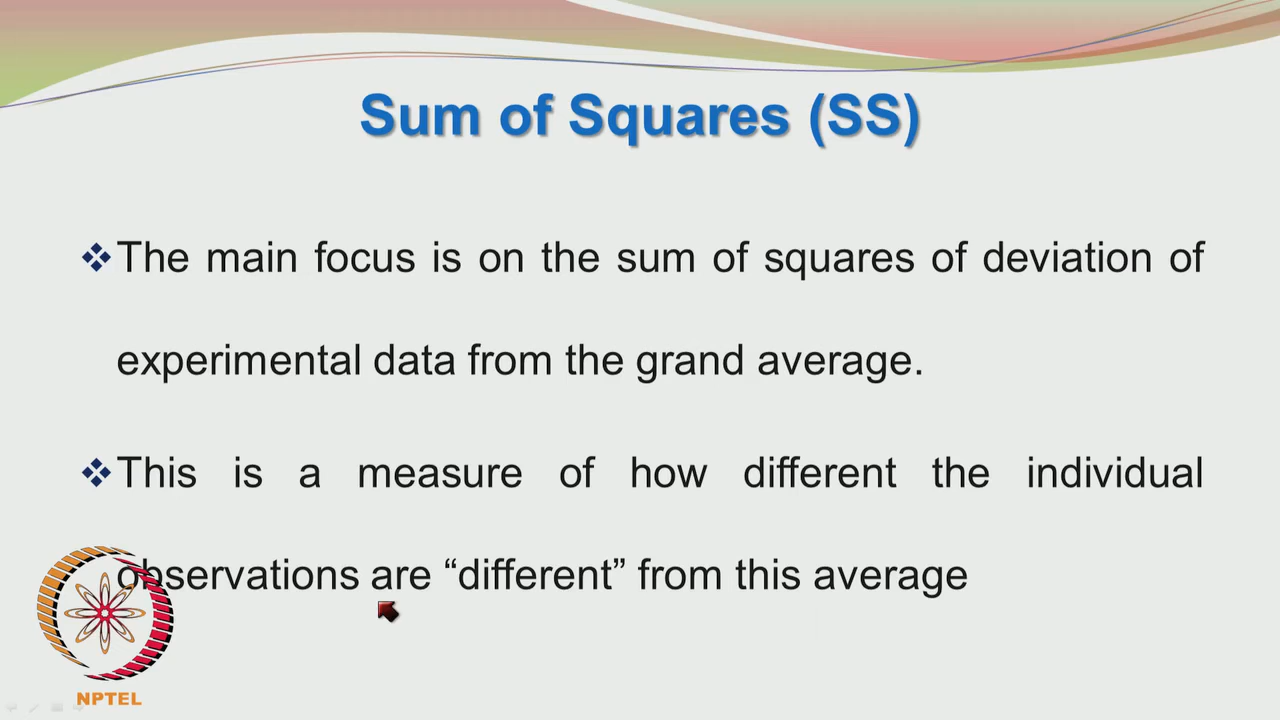 Sum of Squares (SS)
❖The main focus is on the sum of squares of deviation of
experimental data from the grand average.
❖This is a measure of how different the individual
observations are “different” from this average
NPTEL